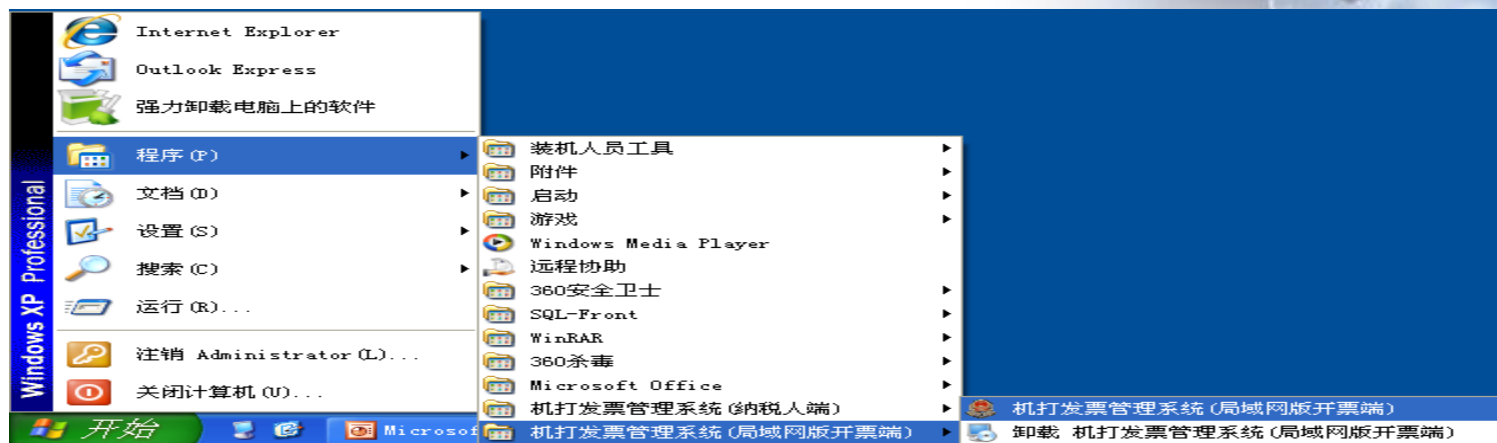 Internet Explorer
Outlook Express
强力卸载电脑上的软件
程序(P)
文档(D)
设置(S)
搜索(C)
运行(R)...
注销 Administrator(L)...
关闭计算机(U)...
Windows XP Professional
装机人员工具
附件
启动
游戏
Windows Media Player
远程协助
360安全卫士
SQL-Front
WinRAR
360杀毒
Microsoft Office
机打发票管理系统(纳税人端)
机打发票管理系统(局域网版开票端)
机打发票管理系统(局域网版开票端)
卸载 机打发票管理系统(局域网版开票端)
开始
Microsof